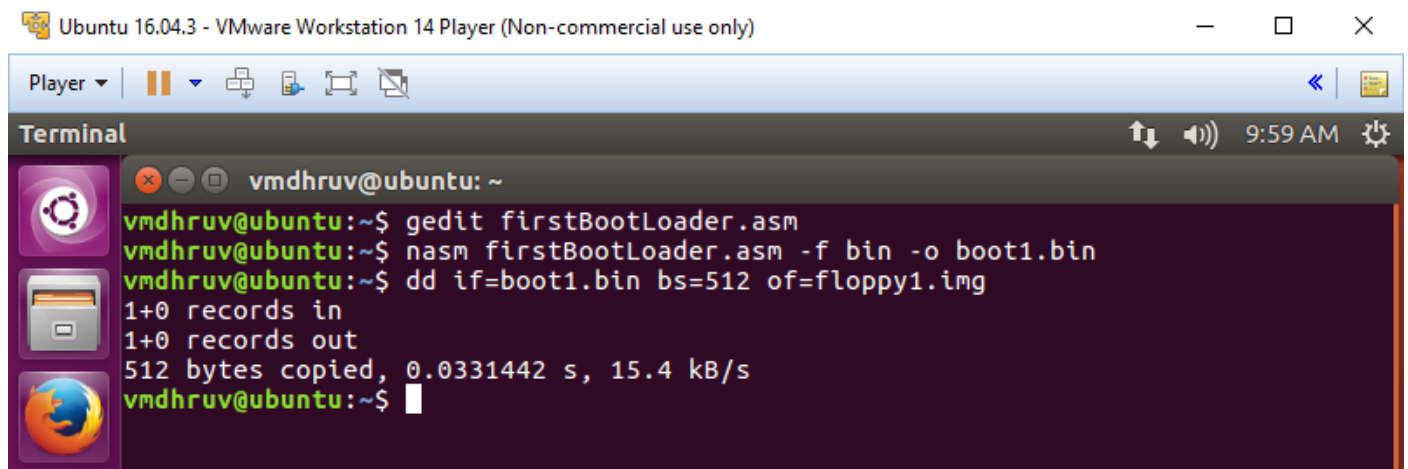 Ubuntu 16.04.3 - VMware Workstation 14 Player (Non-commercial use only)
Player
Terminal 9:59 AM
vmdhruv@ubuntu: ~
vmdhruv@ubuntu:~$ gedit firstBootLoader.asm
vmdhruv@ubuntu:~$ nasm firstBootLoader.asm -f bin -o boot1.bin
vmdhruv@ubuntu:~$ dd if=boot1.bin bs=512 of=floppy1.img
1+0 records in
1+0 records out
512 bytes copied, 0.0331442 s, 15.4 kB/s
vmdhruv@ubuntu:~$